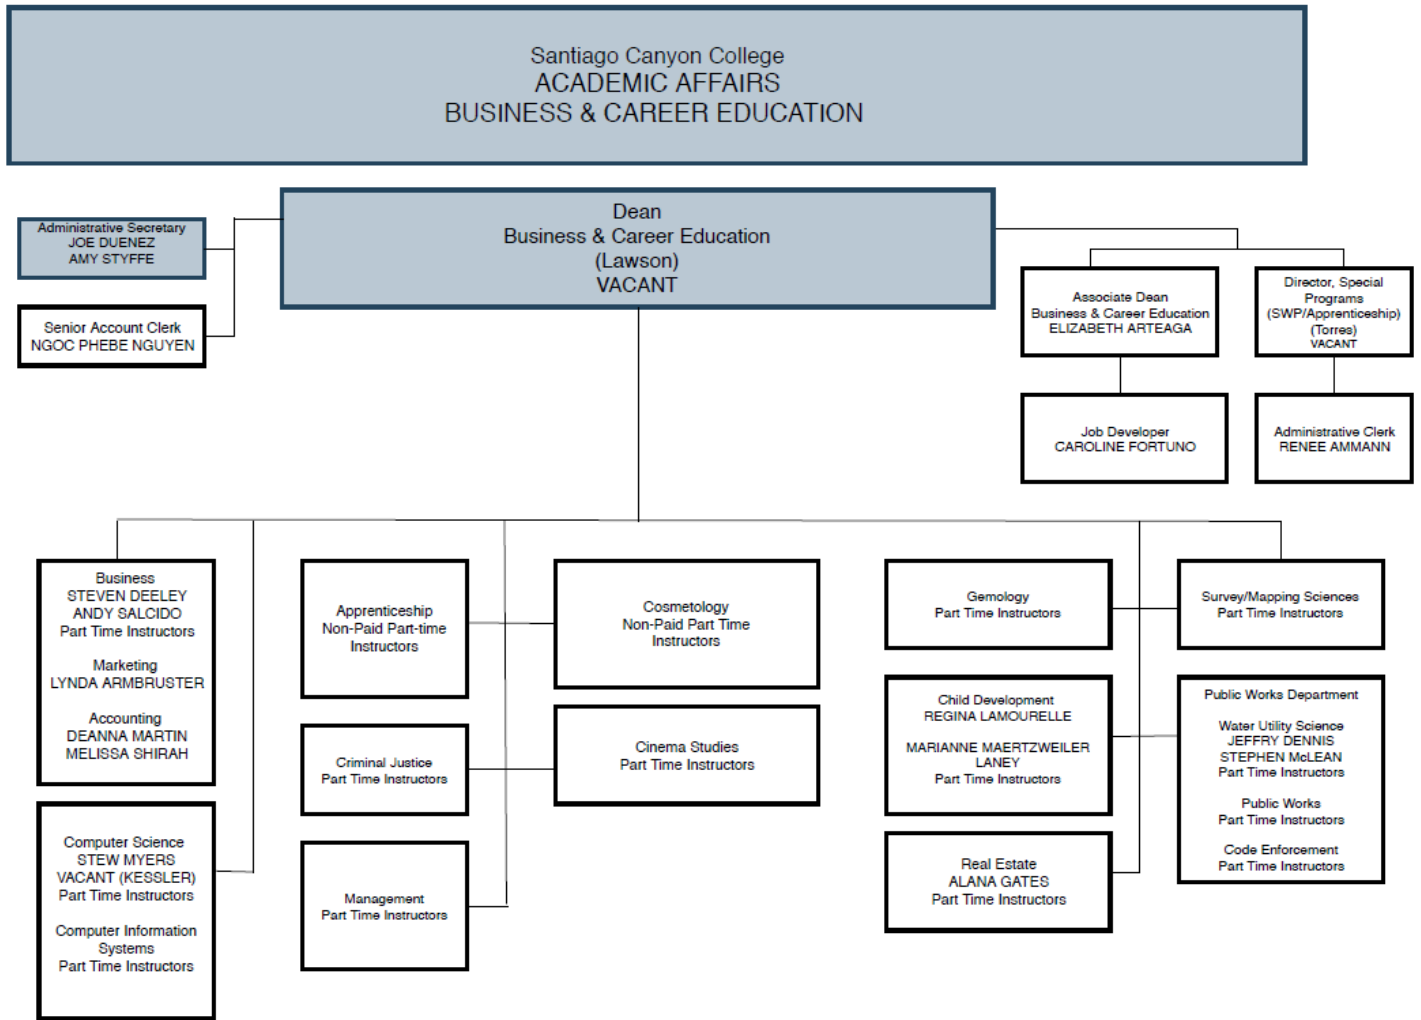 Santiago Canyon College
ACADEMIC AFFAIRS
BUSINESS & CAREER EDUCATION
Dean
Business & Career Education
(Lawson)
VACANT
Administrative Secretary
JOE DUENEZ
AMY STYFFE
Senior Account Clerk
NGOC PHEBE NGUYEN
Associate Dean
Business & Career Education
ELIZABETH ARTEAGA
Director, Special
Programs
(SWP/Apprenticeship)
(Torres)
VACANT
Job Developer
CAROLINE FORTUNO
Administrative Clerk
RENEE AMMANN
Business
STEVEN DEELEY
ANDY SALCIDO
Part Time Instructors
Marketing
LYNDA ARMBRUSTER
Accounting
DEANNA MARTIN
MELISSA SHIRAH
Computer Science
STEW MYERS
VACANT (KESSLER)
Part Time Instructors
Computer Information
Systems
Part Time Instructors
Apprenticeship
Non-Paid Part-time
Instructors
Criminal Justice
Part Time Instructors
Management
Part Time Instructors
Cosmetology
Non-Paid Part Time
Instructors
Cinema Studies
Part Time Instructors
Gemology
Part Time Instructors
Child Development
REGINA LAMOURELLE
MARIANNE MAERTZWEILER
LANEY
Part Time Instructors
Real Estate
ALANA GATES
Part Time Instructors
Survey/Mapping Sciences
Part Time Instructors
Public Works Department
Water Utility Science
JEFFRY DENNIS
STEPHEN McLEAN
Part Time Instructors
Public Works
Part Time Instructors
Code Enforcement
Part Time Instructors